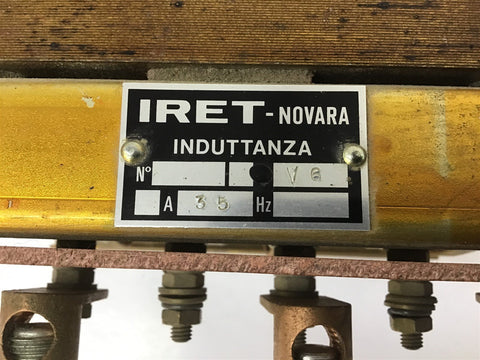 IRET-NOVARA
INDUTTANZA
N° V6
A 35 Hz